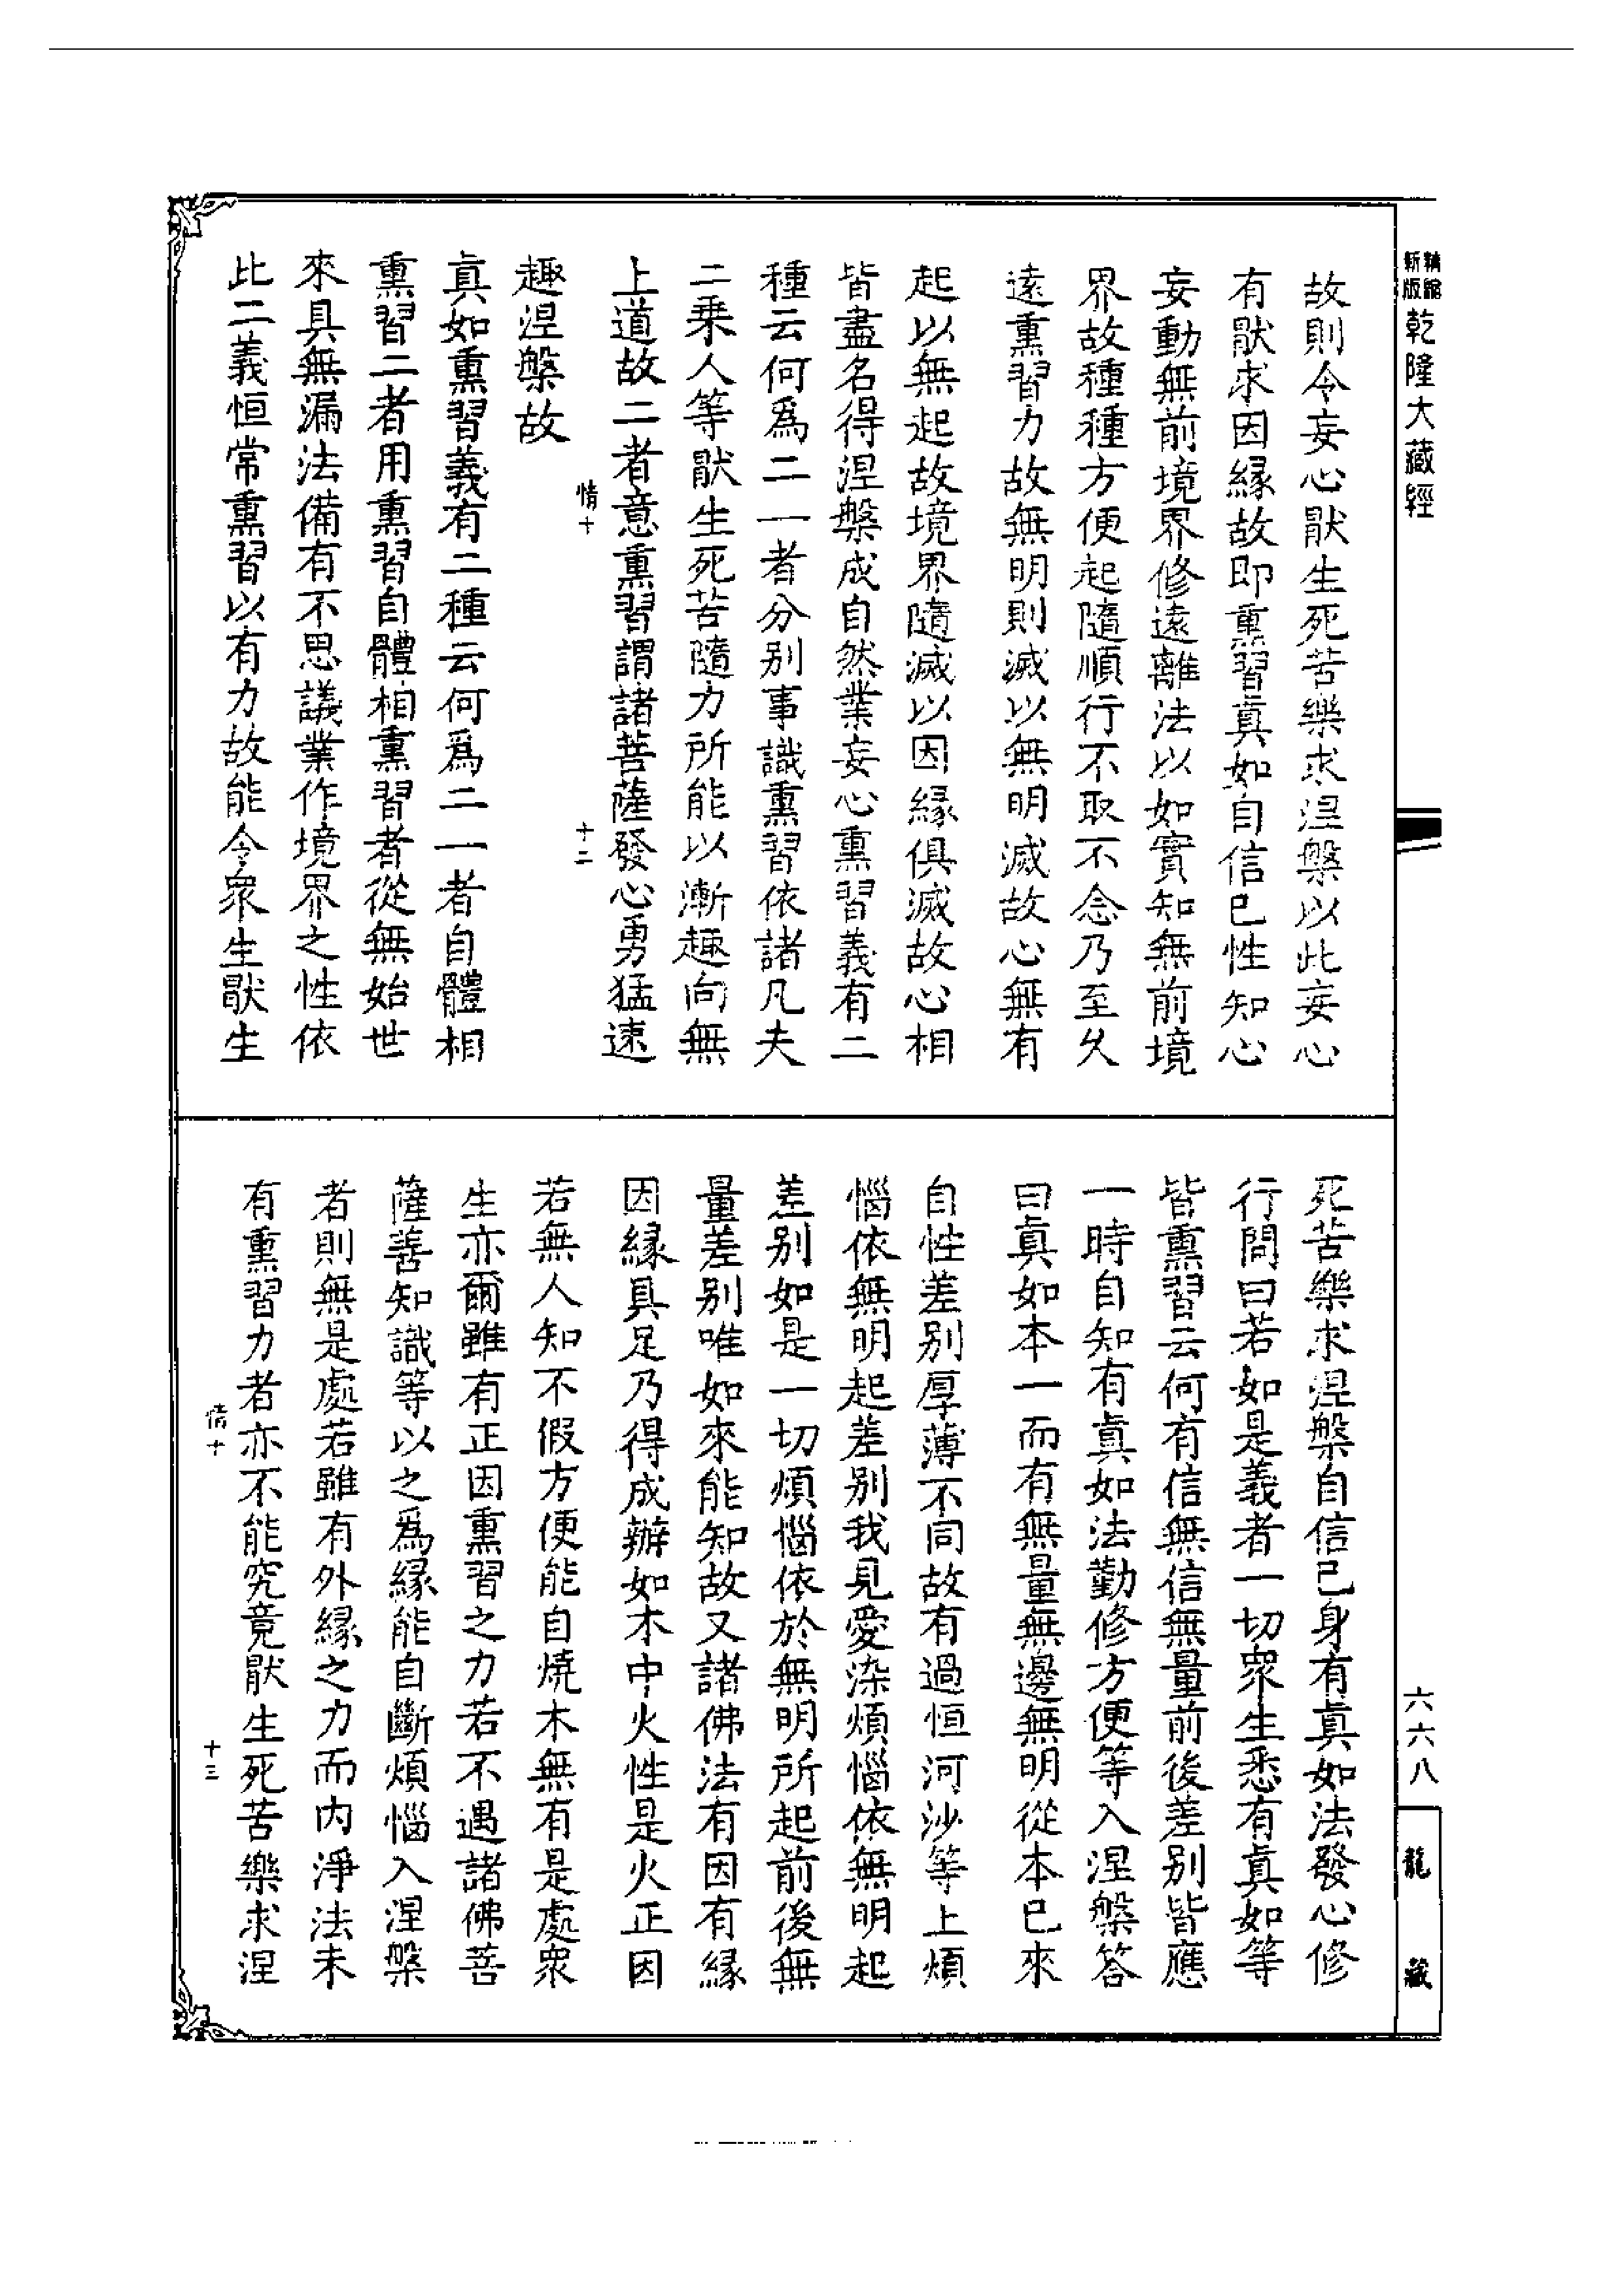 新版
精縮
乾隆大藏經
故則令妄心猒生死苦樂求涅槃以此妄心
有猒求因緣故即熏習真如自信已性知心
妄動無前境界修遠離法以如實知無前境
界故種種方便起隨順行不取不念乃至久
遠熏習力故無明則滅以無明滅故心無有
起以無起故境界隨滅以因緣俱滅故心相
皆盡名得涅槃成自然業妄心熏習義有二
種云何爲二一者分別事識熏習依諸凡夫
二乘人等猒生死苦隨力所能以漸趣向無
上道故二者意熏習謂諸菩薩發心勇猛速
情十
十二
趣涅槃故
真如熏習義有二種云何爲二一者自體相
熏習二者用熏習自體相熏習者從無始世
來具無漏法備有不思議業作境界之性依
此二義恒常熏習以有力故能令衆生猒生
死苦樂求涅槃自信已身有真如法發心修
行問曰若如是義者一切衆生悉有真如等
皆熏習云何有信無信無量前後差別皆應
一時自知有真如法勤修方便等入涅槃答
曰真如本一而有無量無邊無明從本已來
自性差別厚薄不同故有過恒河沙等上煩
惱依無明起差別我見愛染煩惱依無明起
差別如是一切煩惱依於無明所起前後無
量差別唯如來能知故又諸佛法有因有緣
因緣具足乃得成辦如木中火性是火正因
若無人知不假方便能自燒木無有是處衆
生亦爾雖有正因熏習之力若不遇諸佛菩
薩善知識等以之爲緣能自斷煩惱入涅槃
者則無是處若雖有外緣之力而內淨法未
有熏習力者亦不能究竟猒生死苦樂求涅
情十
十三
六六八
龍藏